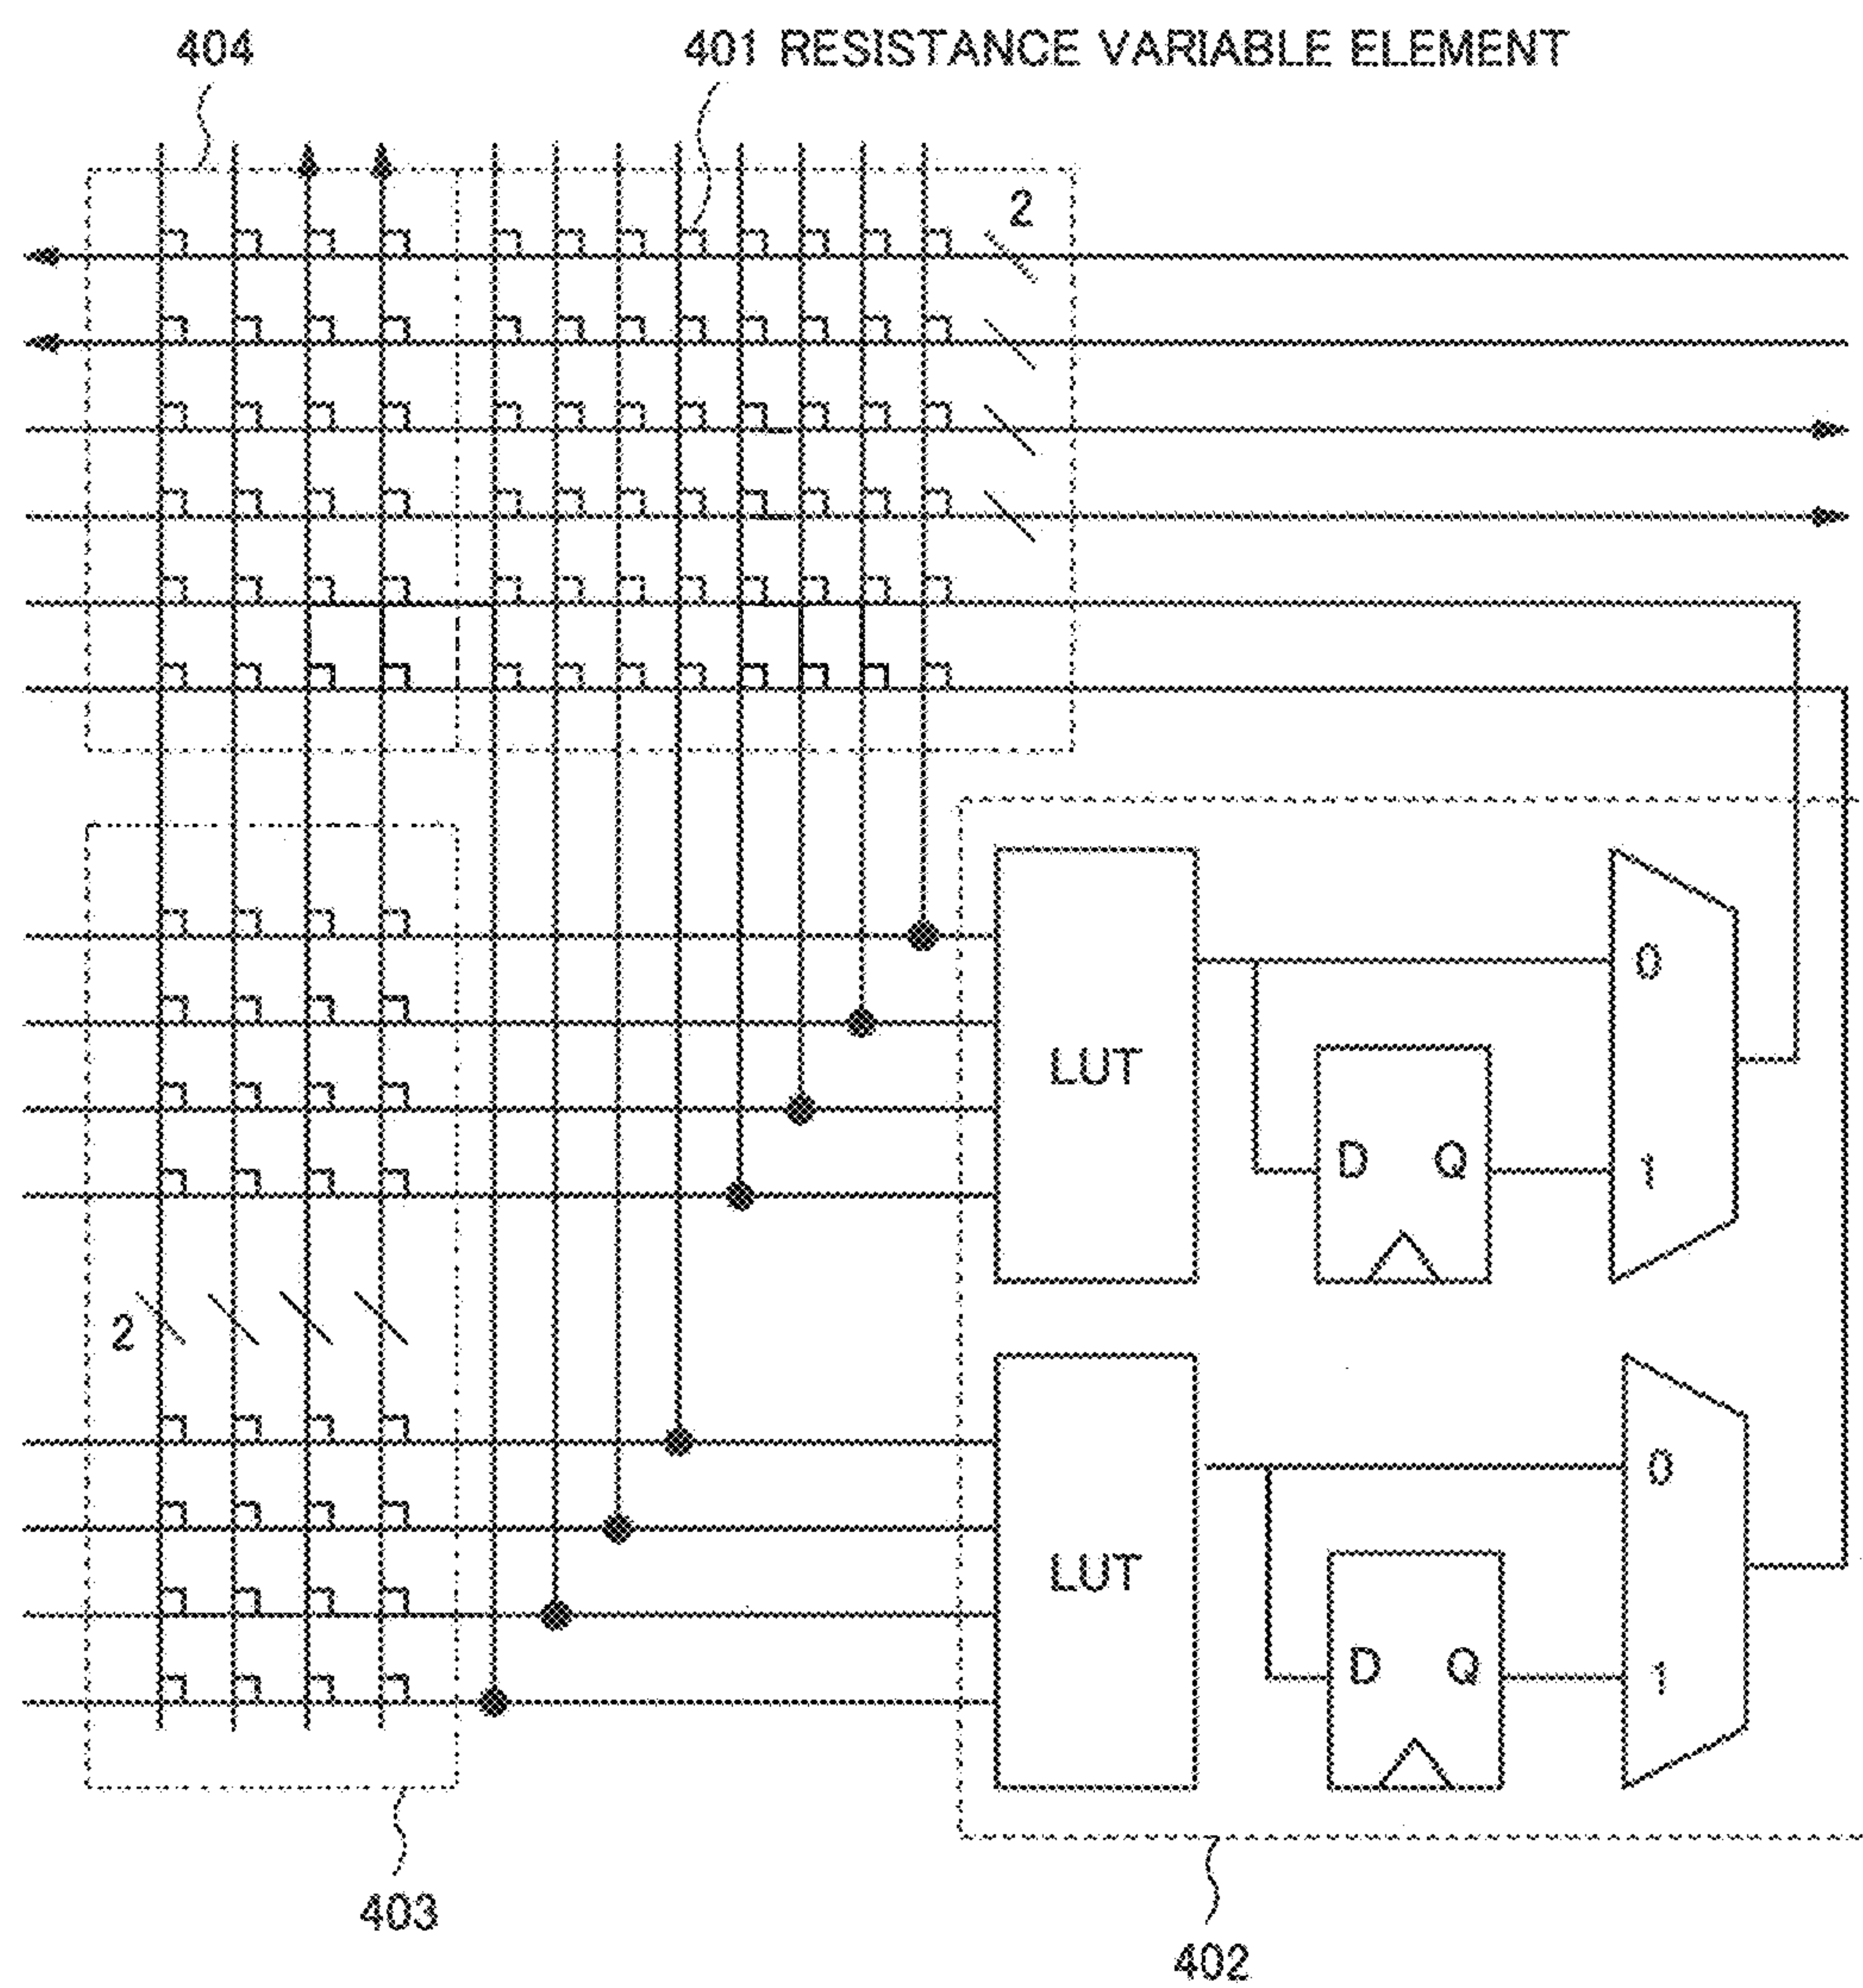 404
401 RESISTANCE VARIABLE ELEMENT
2
0
LUT
D Q
1
2
0
LUT
D Q
1
403
402